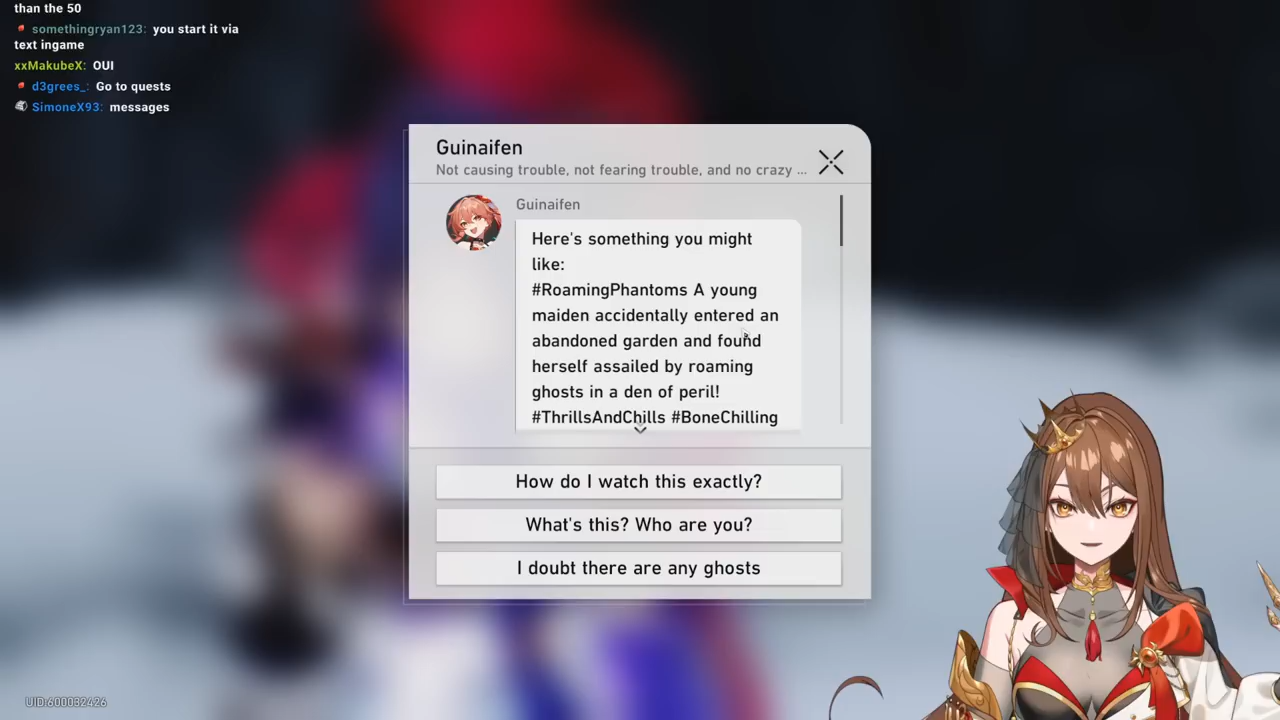 than the 50
somethingryan123: you start it via
text ingame
xxMakubeX: OUI
d3grees_: Go to quests
SimoneX93: messages
Guinaifen
Not causing trouble, not fearing trouble, and no crazy ...
Guinaifen
Here's something you might
like:
#RoamingPhantoms A young
maiden accidentally entered an
abandoned garden and found
herself assailed by roaming
ghosts in a den of peril!
#ThrillsAndChills #BoneChilling
How do I watch this exactly?
What's this? Who are you?
I doubt there are any ghosts
UID:600032426